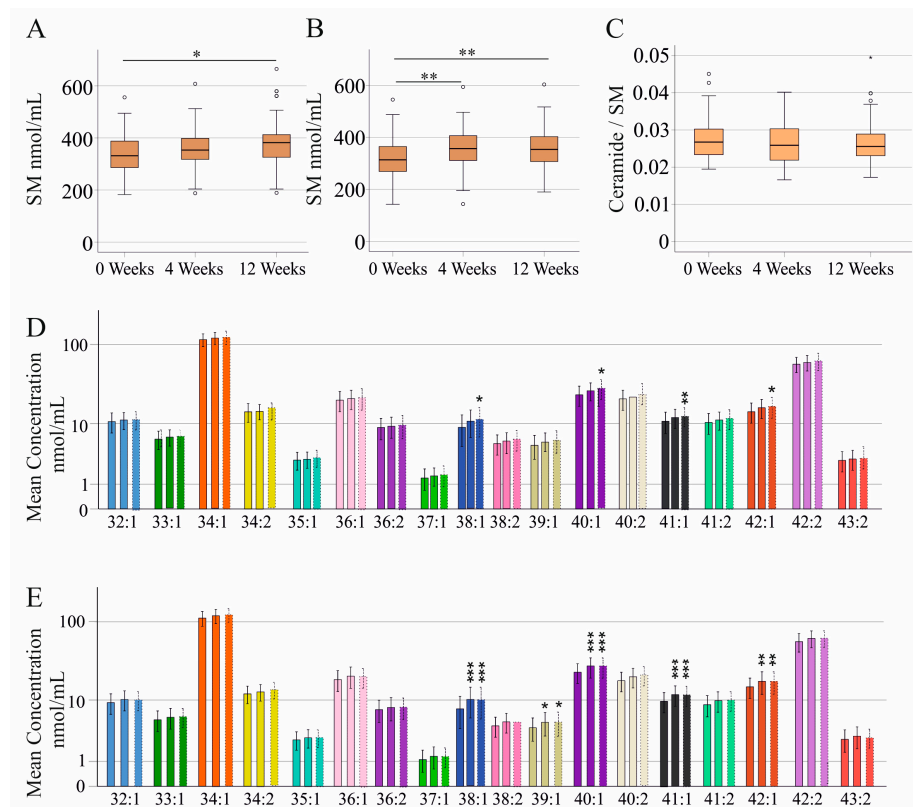 A
B
C
SM nmol/mL
600
400
200
0
*
0 Weeks 4 Weeks 12 Weeks
SM nmol/mL
600
400
200
0
**
**
0 Weeks 4 Weeks 12 Weeks
Ceramide / SM
0.05
0.04
0.03
0.02
0.01
0
*
0 Weeks 4 Weeks 12 Weeks
D
Mean Concentration
nmol/mL
100
10
1
0
* * ** *
32:1 33:1 34:1 34:2 35:1 36:1 36:2 37:1 38:1 38:2 39:1 40:1 40:2 41:1 41:2 42:1 42:2 43:2
E
Mean Concentration
nmol/mL
100
10
1
0
*** *** * * *** *** *** *** ** **
32:1 33:1 34:1 34:2 35:1 36:1 36:2 37:1 38:1 38:2 39:1 40:1 40:2 41:1 41:2 42:1 42:2 43:2